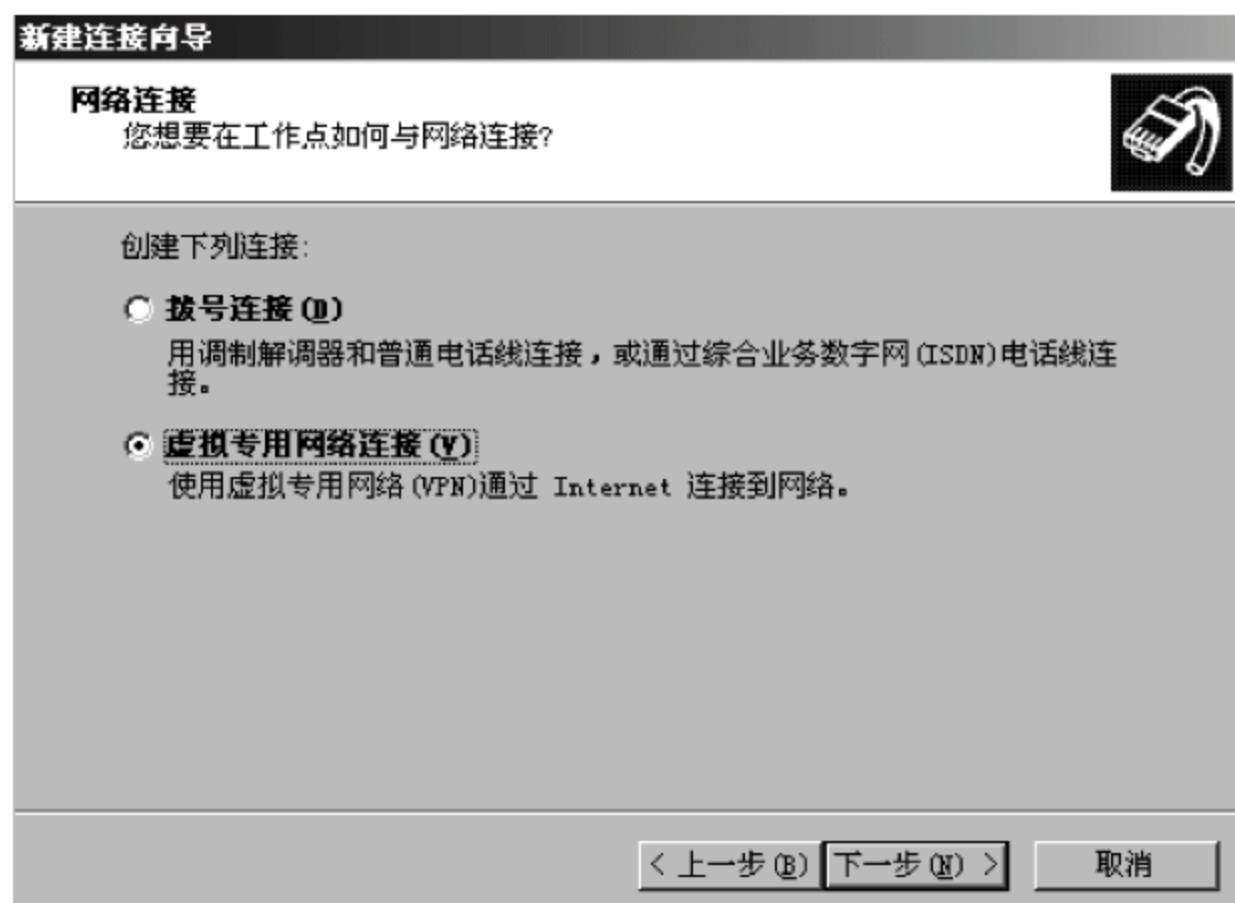 新建连接向导
网络连接
您想要在工作点如何与网络连接?
创建下列连接:
拨号连接(D)
用调制解调器和普通电话线连接，或通过综合业务数字网(ISDN)电话线连
接。
虚拟专用网络连接(V)
使用虚拟专用网络(VPN)通过 Internet 连接到网络。
< 上一步(B) 下一步(N) > 取消